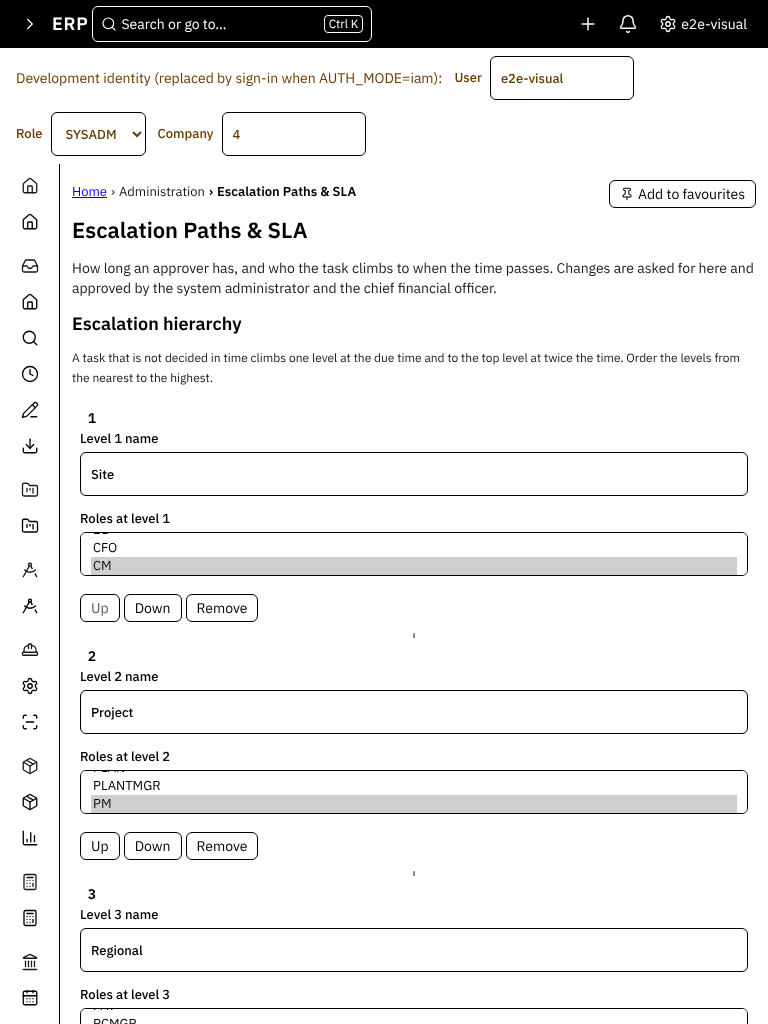 ERP
Search or go to...
Ctrl K
e2e-visual
Development identity (replaced by sign-in when AUTH_MODE=iam):
User
e2e-visual
Role
SYSADM
Company
4
Home › Administration › Escalation Paths & SLA
Add to favourites
Escalation Paths & SLA
How long an approver has, and who the task climbs to when the time passes. Changes are asked for here and
approved by the system administrator and the chief financial officer.
Escalation hierarchy
A task that is not decided in time climbs one level at the due time and to the top level at twice the time. Order the levels from
the nearest to the highest.
1
Level 1 name
Site
Roles at level 1
CFO
CM
Up
Down
Remove
2
Level 2 name
Project
Roles at level 2
PLANTMGR
PM
Up
Down
Remove
3
Level 3 name
Regional
Roles at level 3